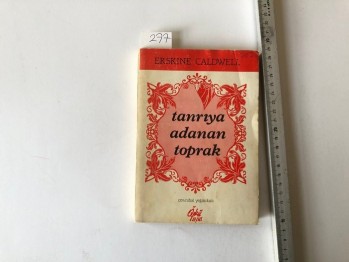 297
ERSKINE CALDWELL
tanrıya
adanan
toprak